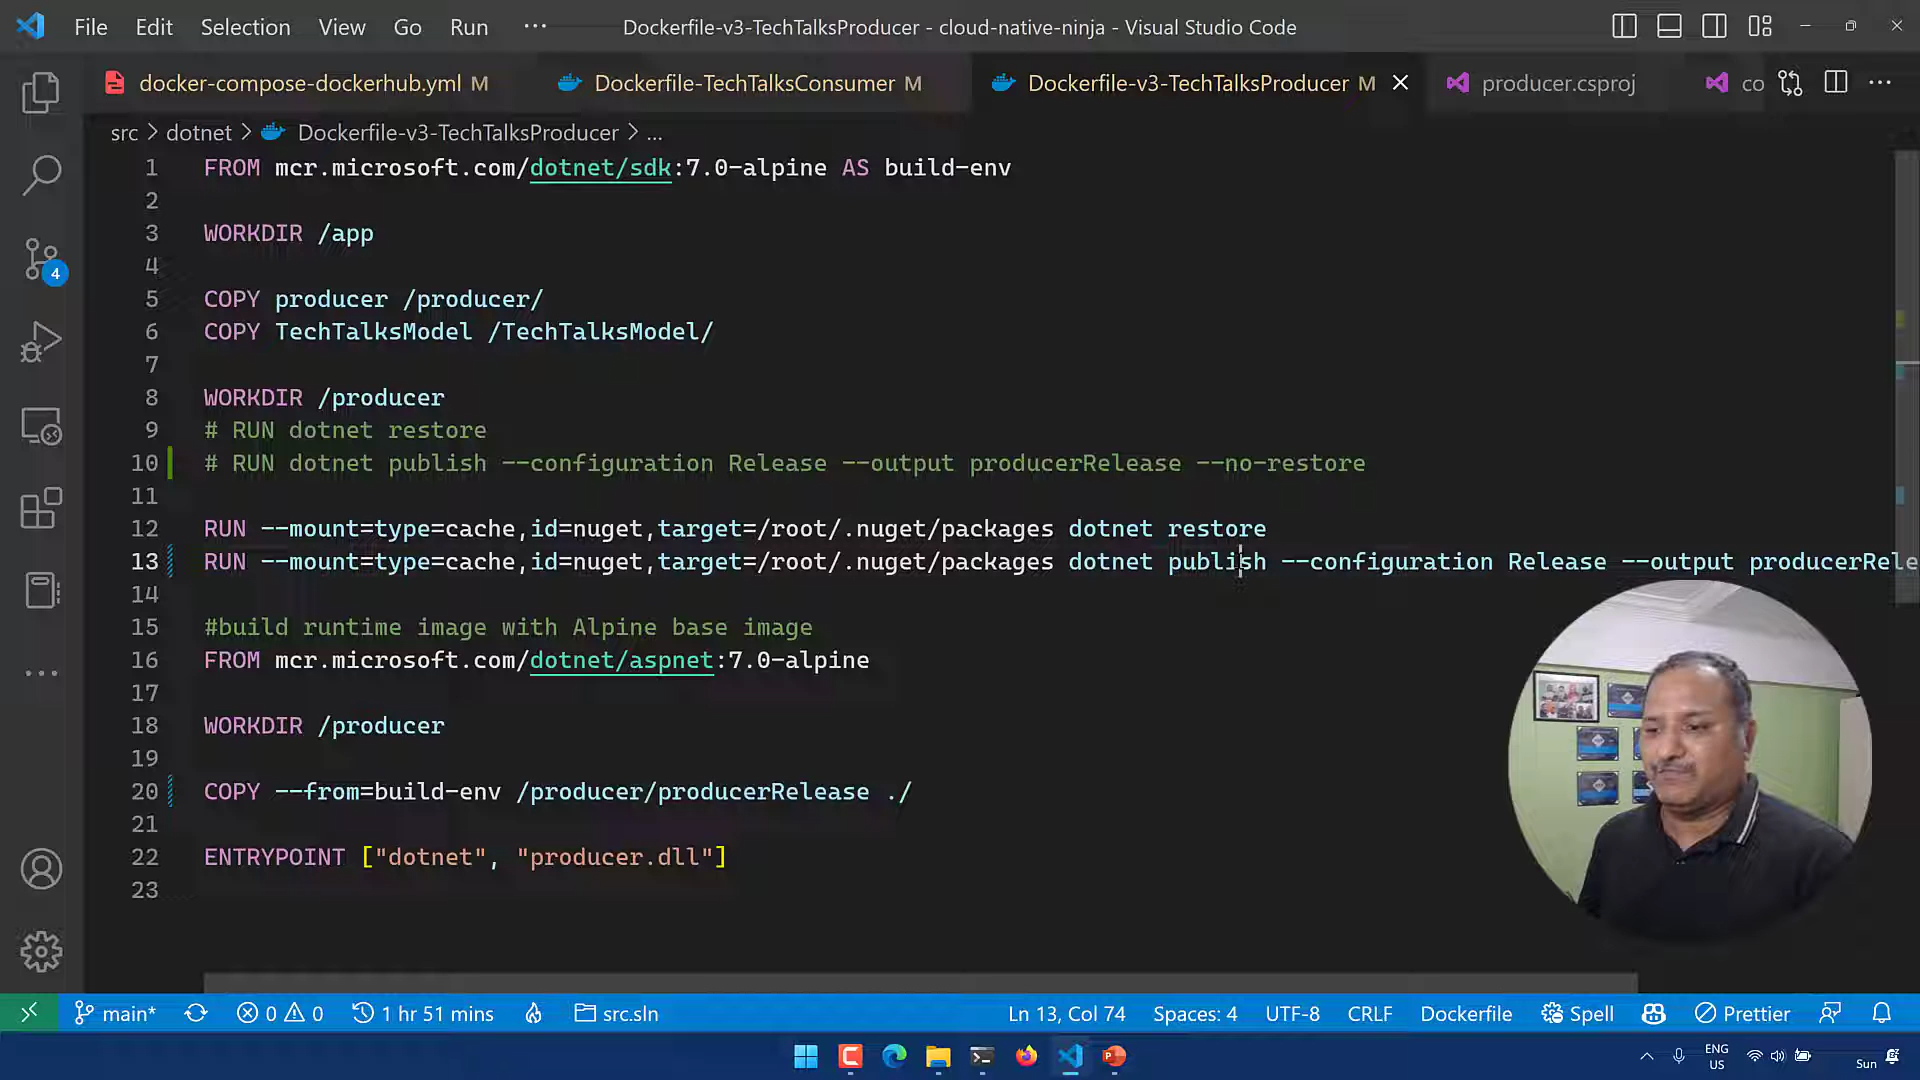 File Edit Selection View Go Run ··· Dockerfile-v3-TechTalksProducer - cloud-native-ninja - Visual Studio Code
docker-compose-dockerhub.yml M Dockerfile-TechTalksConsumer M Dockerfile-v3-TechTalksProducer M producer.csproj co
src > dotnet > Dockerfile-v3-TechTalksProducer > ...
1 FROM mcr.microsoft.com/dotnet/sdk:7.0-alpine AS build-env
2
3 WORKDIR /app
4
5 COPY producer /producer/
6 COPY TechTalksModel /TechTalksModel/
7
8 WORKDIR /producer
9 # RUN dotnet restore
10 # RUN dotnet publish --configuration Release --output producerRelease --no-restore
11
12 RUN --mount=type=cache,id=nuget,target=/root/.nuget/packages dotnet restore
13 RUN --mount=type=cache,id=nuget,target=/root/.nuget/packages dotnet publish --configuration Release --output producerRele
14
15 #build runtime image with Alpine base image
16 FROM mcr.microsoft.com/dotnet/aspnet:7.0-alpine
17
18 WORKDIR /producer
19
20 COPY --from=build-env /producer/producerRelease ./
21
22 ENTRYPOINT ["dotnet", "producer.dll"]
23
4
main* 0 0 1 hr 51 mins src.sln Ln 13, Col 74 Spaces: 4 UTF-8 CRLF Dockerfile Spell Prettier
ENG
US
Sun